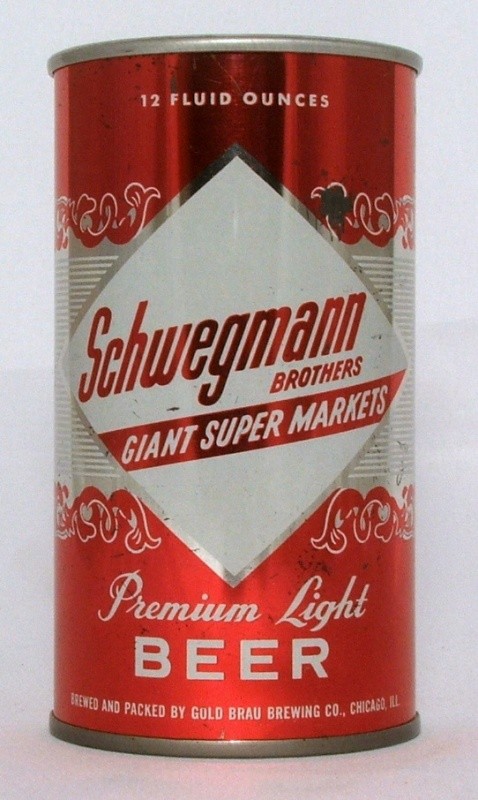 12 FLUID OUNCES
Schwegmann
BROTHERS
GIANT SUPER MARKETS
Premium Light
BEER
BREWED AND PACKED BY GOLD BRAU BREWING CO., CHICAGO, ILL.